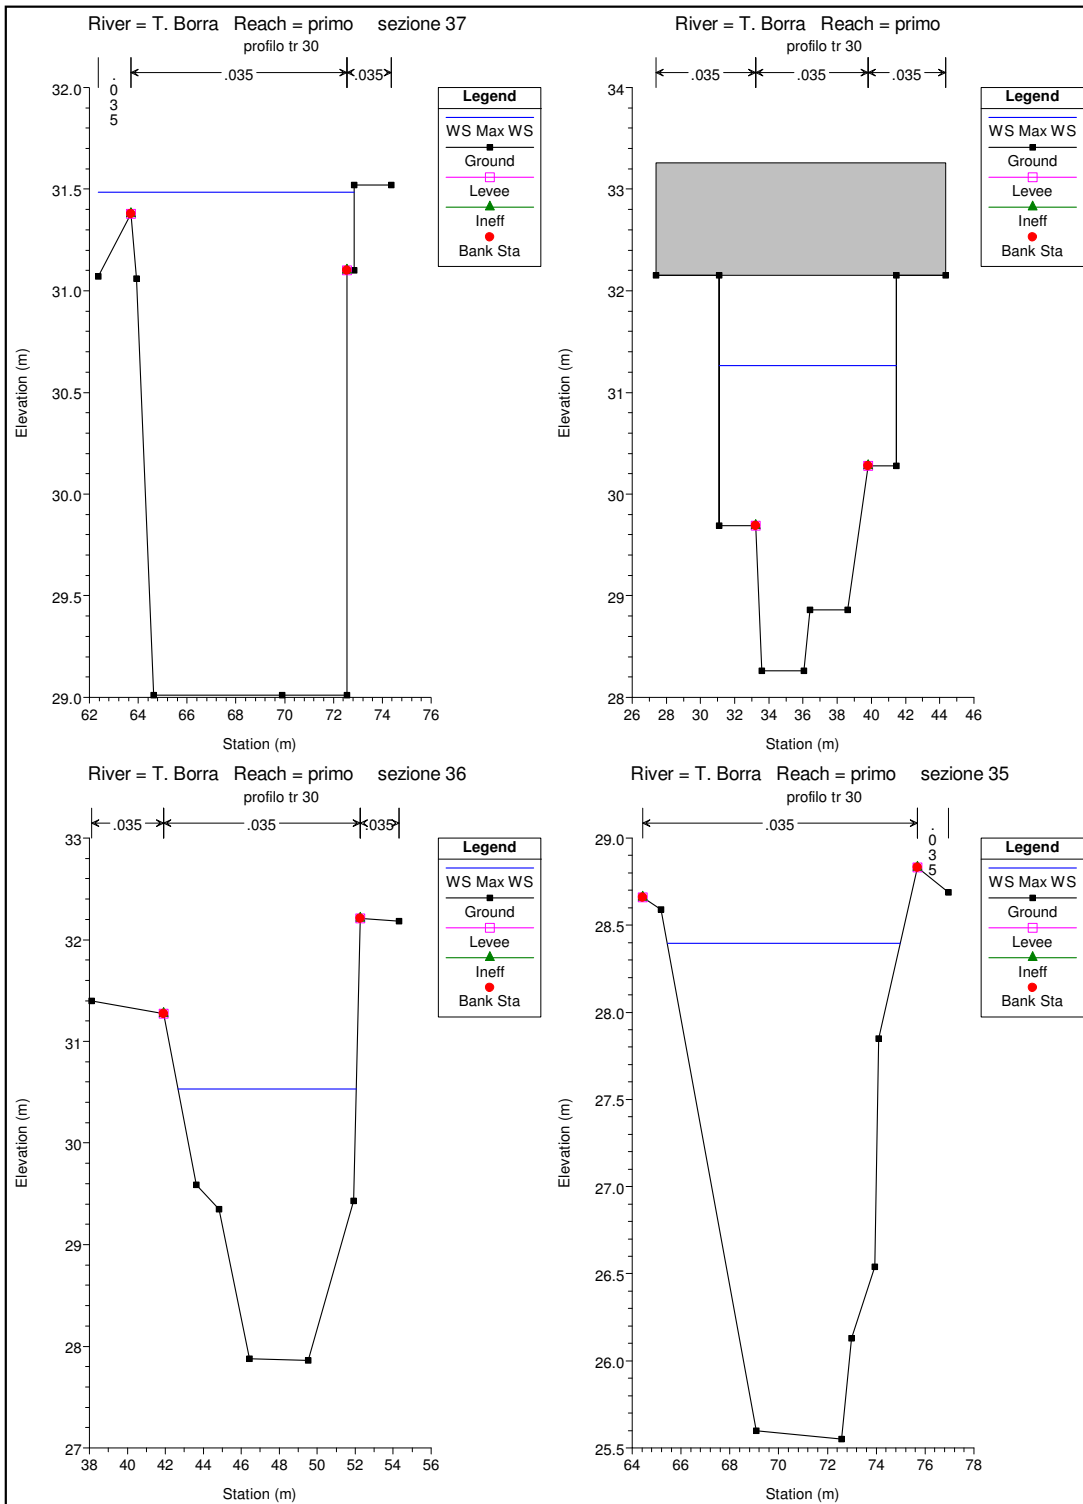 River = T. Borra Reach = primo sezione 37
profilo tr 30
.035
.035
.035
32.0
31.5
31.0
30.5
30.0
29.5
29.0
62 64 66 68 70 72 74 76
Elevation (m)
Station (m)
Legend
WS Max WS
Ground
Levee
Ineff
Bank Sta
River = T. Borra Reach = primo
profilo tr 30
.035 .035 .035
34
33
32
31
30
29
28
26 28 30 32 34 36 38 40 42 44 46
Elevation (m)
Station (m)
Legend
WS Max WS
Ground
Levee
Ineff
Bank Sta
River = T. Borra Reach = primo sezione 36
profilo tr 30
.035 .035 .035
33
32
31
30
29
28
27
38 40 42 44 46 48 50 52 54 56
Elevation (m)
Station (m)
Legend
WS Max WS
Ground
Levee
Ineff
Bank Sta
River = T. Borra Reach = primo sezione 35
profilo tr 30
.035
.035
29.0
28.5
28.0
27.5
27.0
26.5
26.0
25.5
64 66 68 70 72 74 76 78
Elevation (m)
Station (m)
Legend
WS Max WS
Ground
Levee
Ineff
Bank Sta